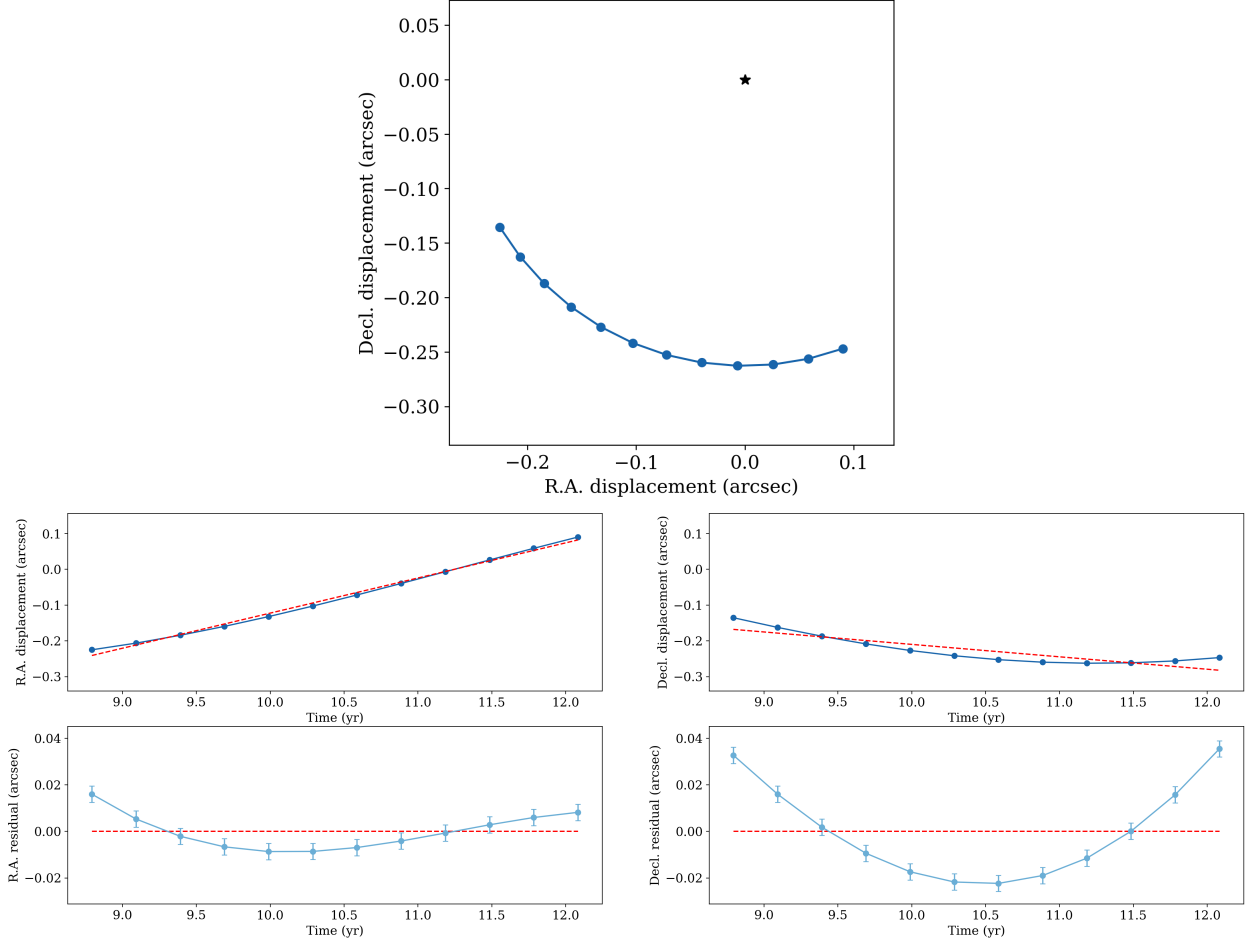 0.05
0.00
−0.05
−0.10
−0.15
−0.20
−0.25
−0.30
Decl. displacement (arcsec)
−0.2 −0.1 0.0 0.1
R.A. displacement (arcsec)
0.1
0.0
−0.1
−0.2
−0.3
R.A. displacement (arcsec)
9.0 9.5 10.0 10.5 11.0 11.5 12.0
Time (yr)
0.1
0.0
−0.1
−0.2
−0.3
Decl. displacement (arcsec)
9.0 9.5 10.0 10.5 11.0 11.5 12.0
Time (yr)
0.04
0.02
0.00
−0.02
R.A. residual (arcsec)
9.0 9.5 10.0 10.5 11.0 11.5 12.0
Time (yr)
0.04
0.02
0.00
−0.02
Decl. residual (arcsec)
9.0 9.5 10.0 10.5 11.0 11.5 12.0
Time (yr)